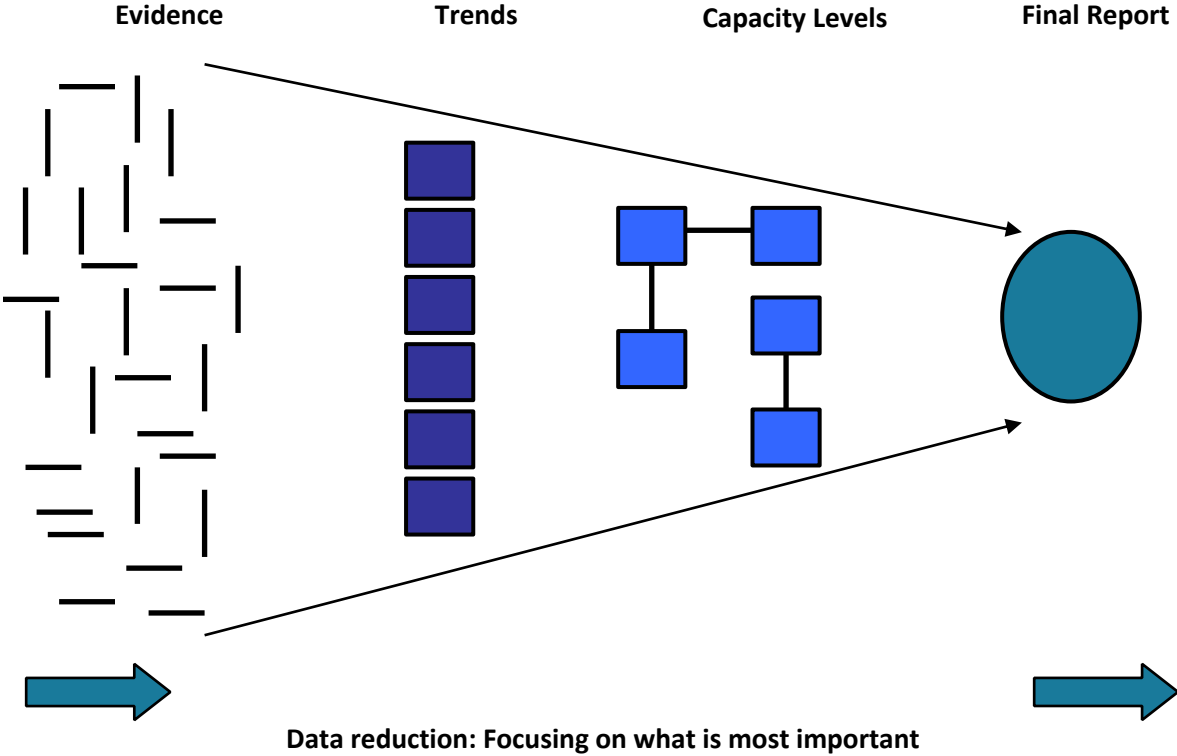 Evidence
Trends
Capacity Levels
Final Report
Data reduction: Focusing on what is most important